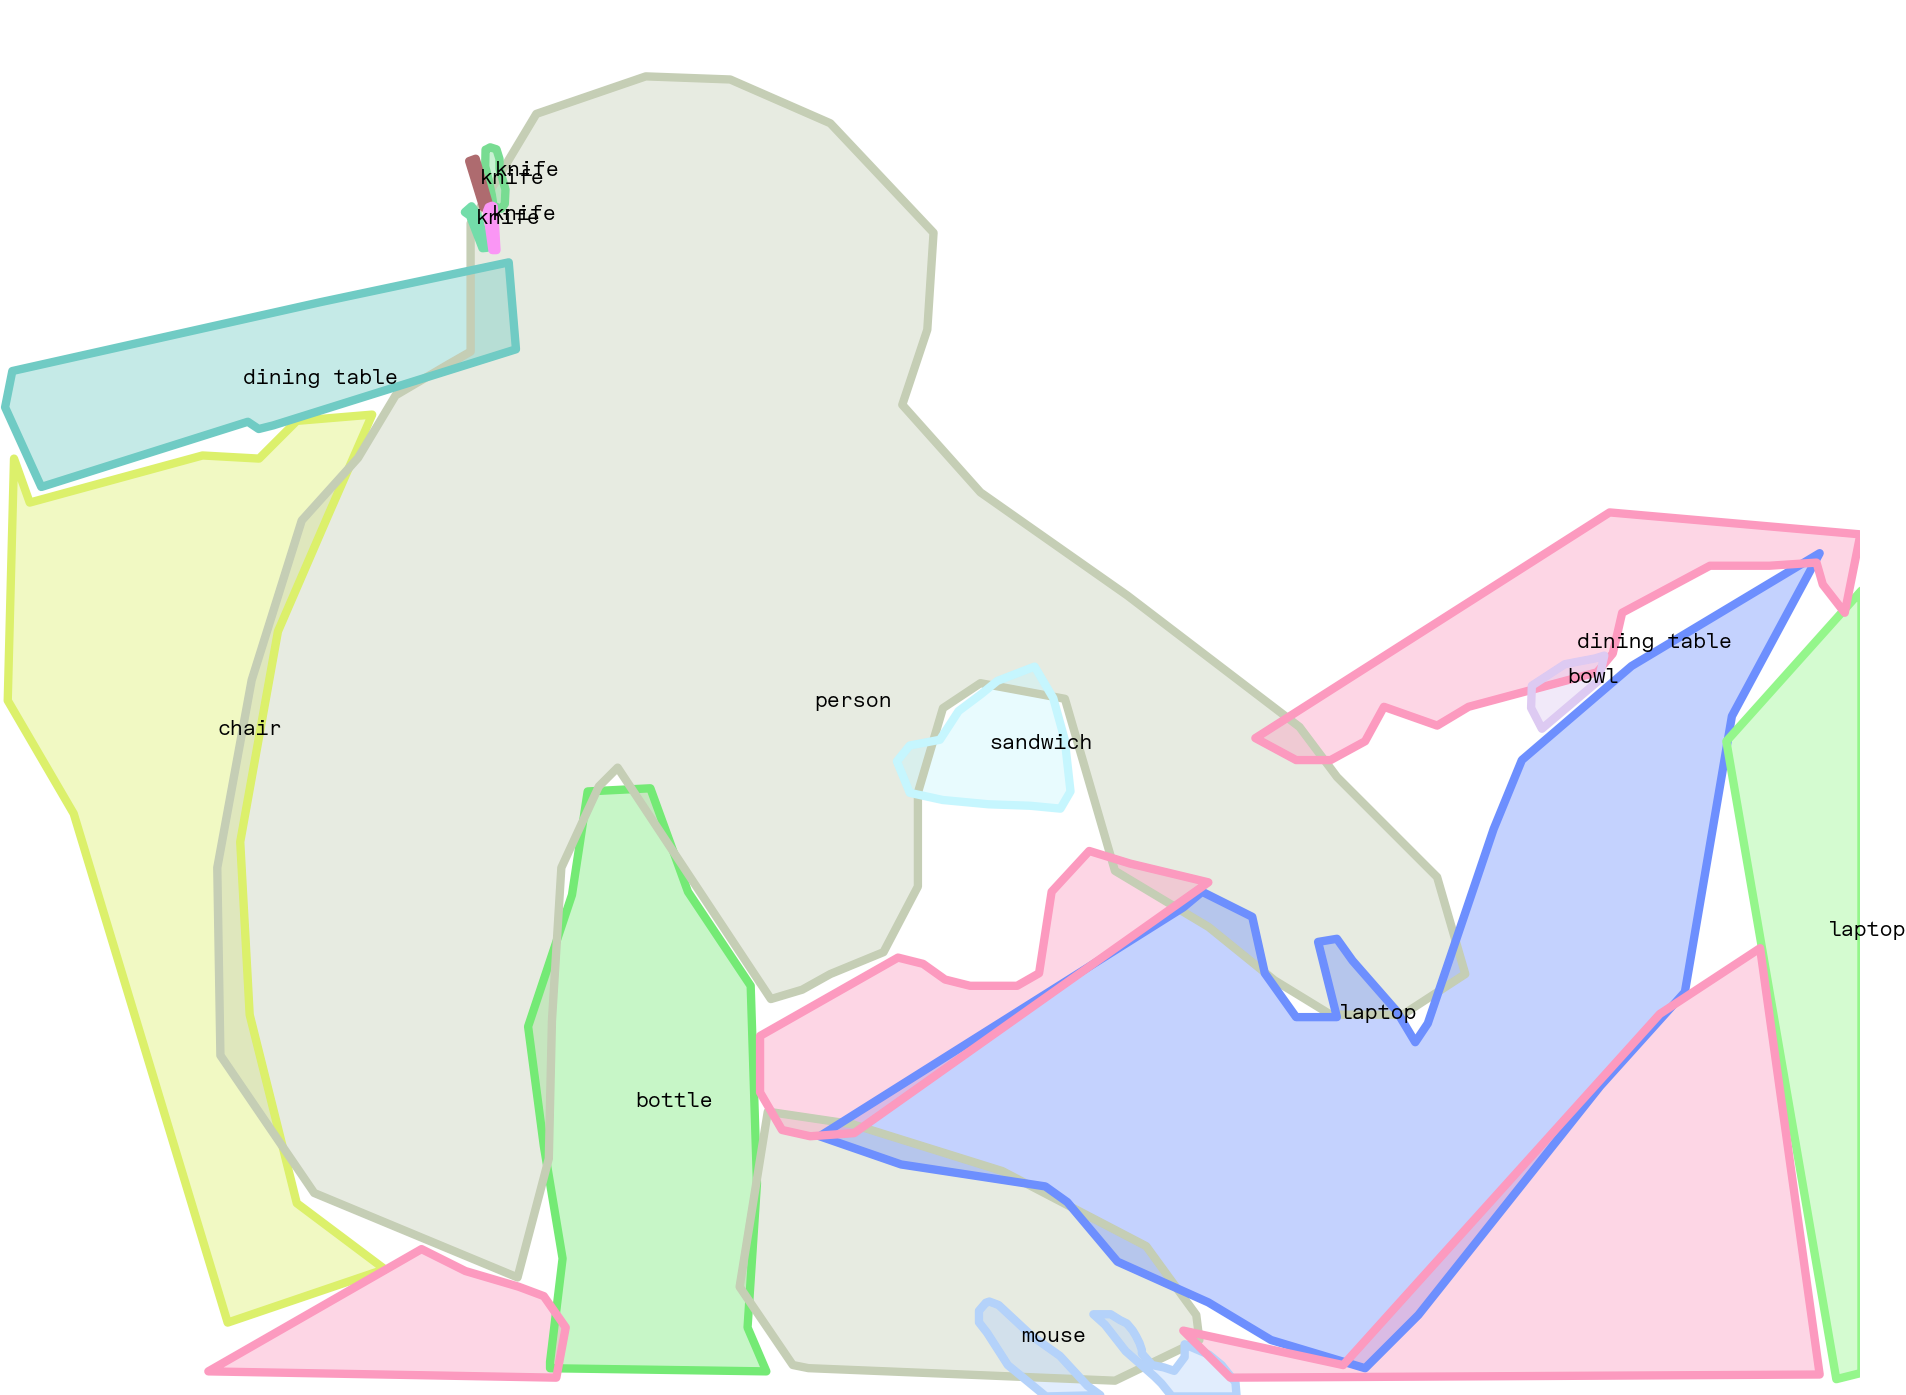 knife
knife
knife
knife
dining table
dining table
bowl
person
chair
sandwich
laptop
laptop
bottle
mouse